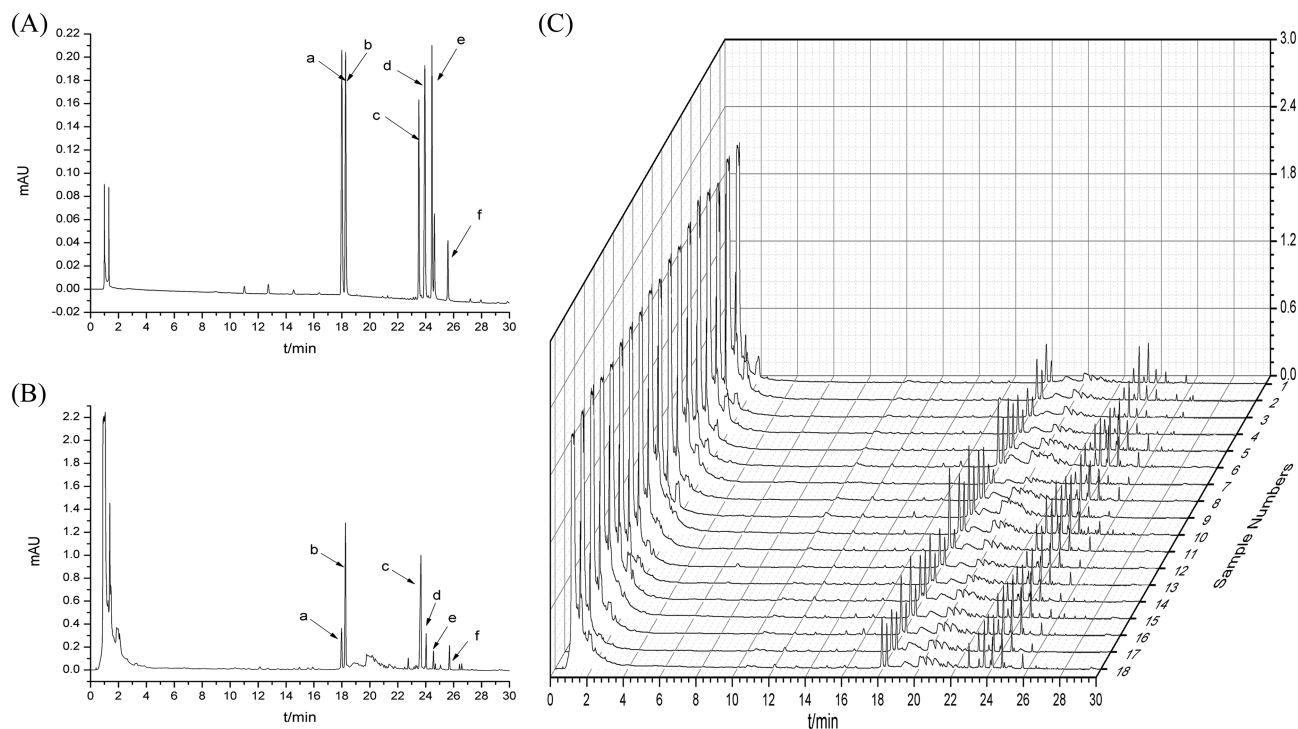 (A)
0.22
0.20
0.18
0.16
0.14
0.12
0.10
0.08
0.06
0.04
0.02
0.00
-0.02
mAU
a
b
c
d
e
f
0 2 4 6 8 10 12 14 16 18 20 22 24 26 28 30
t/min
(B)
2.2
2.0
1.8
1.6
1.4
1.2
1.0
0.8
0.6
0.4
0.2
0.0
mAU
a
b
c
d
e
f
0 2 4 6 8 10 12 14 16 18 20 22 24 26 28 30
t/min
(C)
3.0
2.4
1.8
1.2
0.6
0.0
1
2
3
4
5
6
7
8
9
10
11
12
13
14
15
16
17
18
Sample Numbers
0 2 4 6 8 10 12 14 16 18 20 22 24 26 28 30
t/min